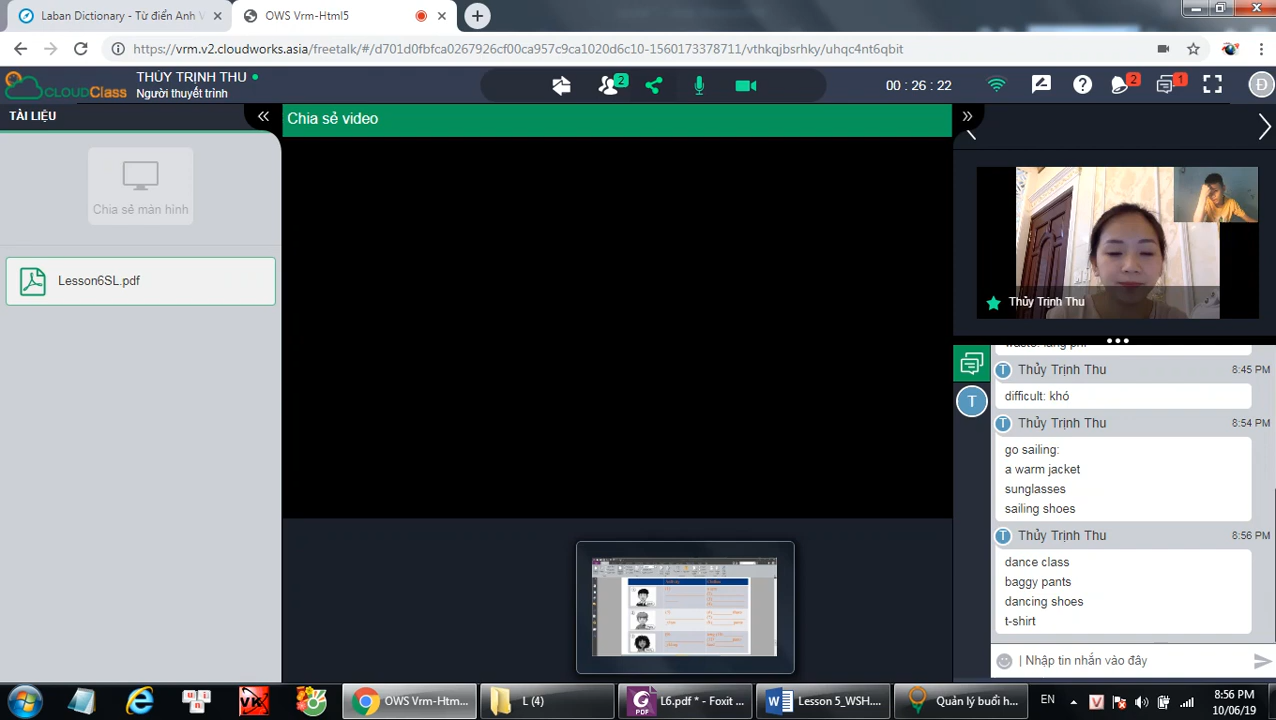 Laban Dictionary - Từ điển Anh V
OWS Vrm-Html5
https://vrm.v2.cloudworks.asia/freetalk/#/d701d0fbfca0267926cf00ca957c9ca1020d6c10-1560173378711/vthkqjbsrhky/uhqc4nt6qbit
CLOUDClass
THỦY TRỊNH THU
Người thuyết trình
2
00 : 26 : 22
2
1
Đ
TÀI LIỆU
Chia sẻ màn hình
Lesson6SL.pdf
Chia sẻ video
Thủy Trịnh Thu
T Thủy Trịnh Thu 8:45 PM
difficult: khó
T
T Thủy Trịnh Thu 8:54 PM
go sailing:
a warm jacket
sunglasses
sailing shoes
T Thủy Trịnh Thu 8:56 PM
dance class
baggy pants
dancing shoes
t-shirt
Nhập tin nhắn vào đây
OWS Vrm-Htm...
L (4)
L6.pdf * - Foxit ...
Lesson 5_WSH....
Quản lý buổi h...
EN
8:56 PM
10/06/19